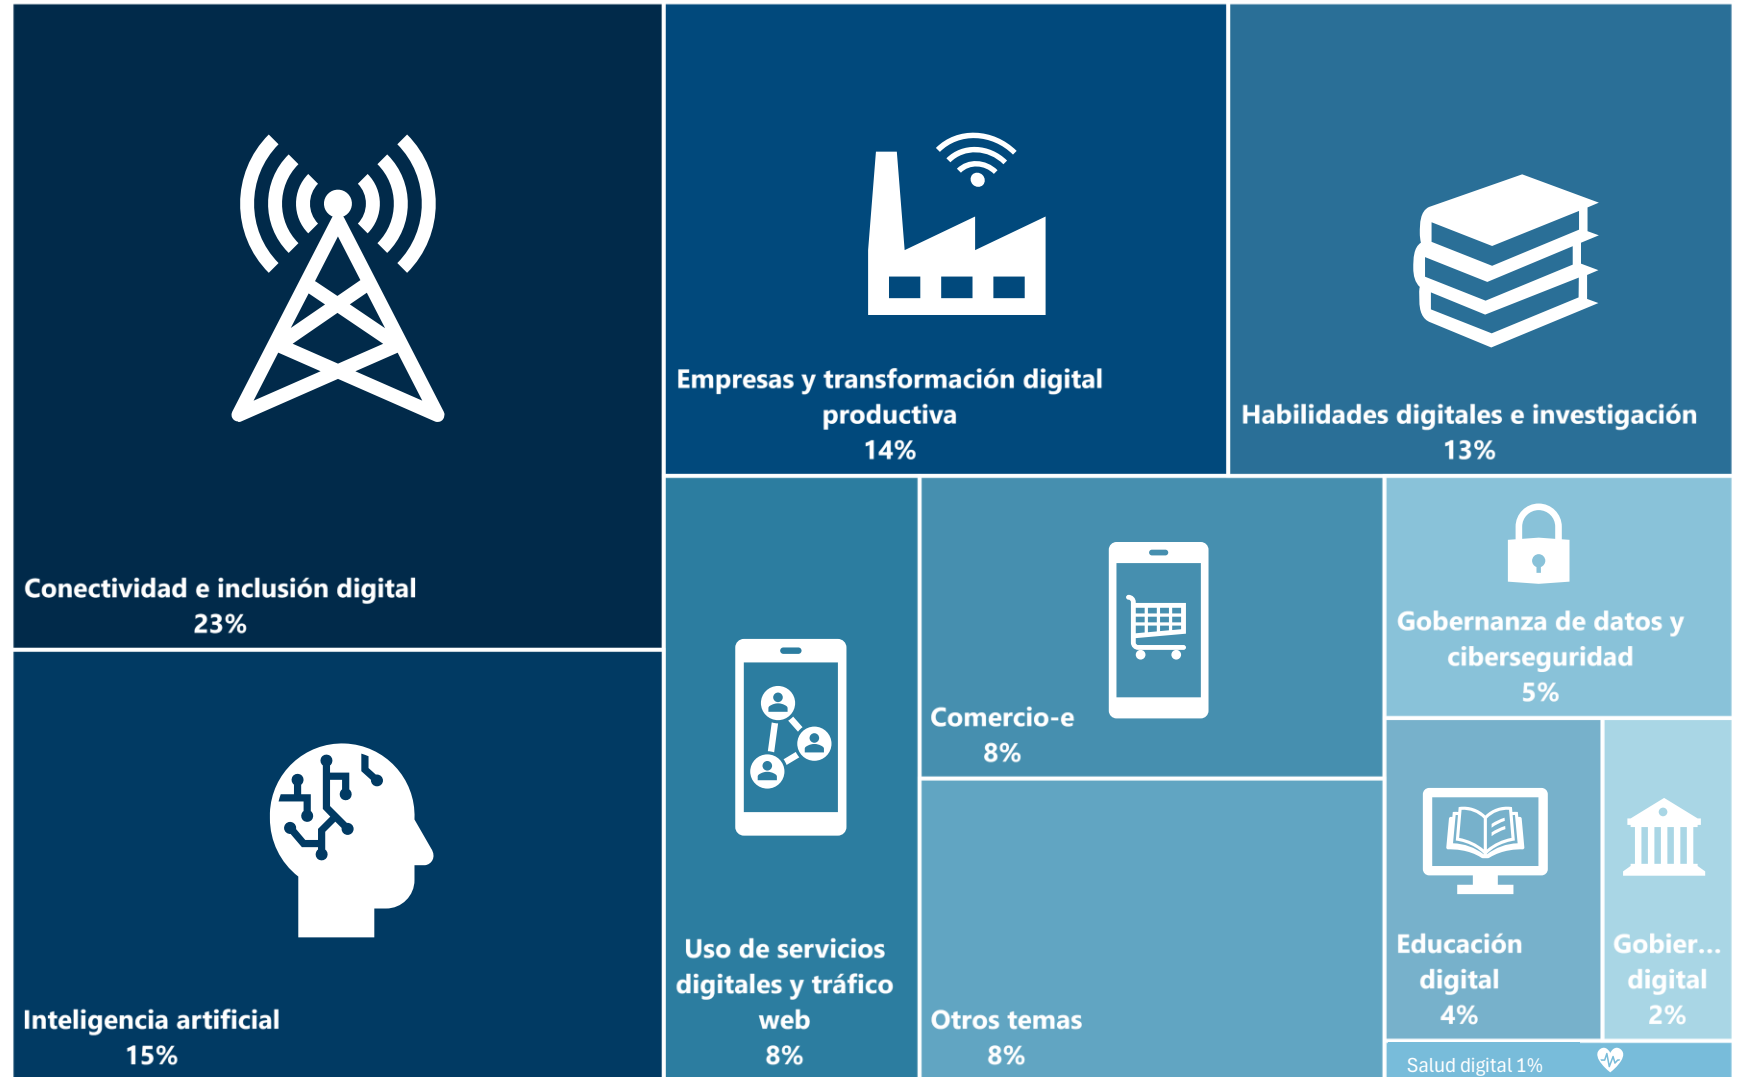 Conectividad e inclusión digital
23%
Empresas y transformación digital
productiva
14%
Habilidades digitales e investigación
13%
Inteligencia artificial
15%
Uso de servicios
digitales y tráfico
web
8%
Comercio-e
8%
Otros temas
8%
Gobernanza de datos y
ciberseguridad
5%
Educación
digital
4%
Gobier...
digital
2%
Salud digital 1%